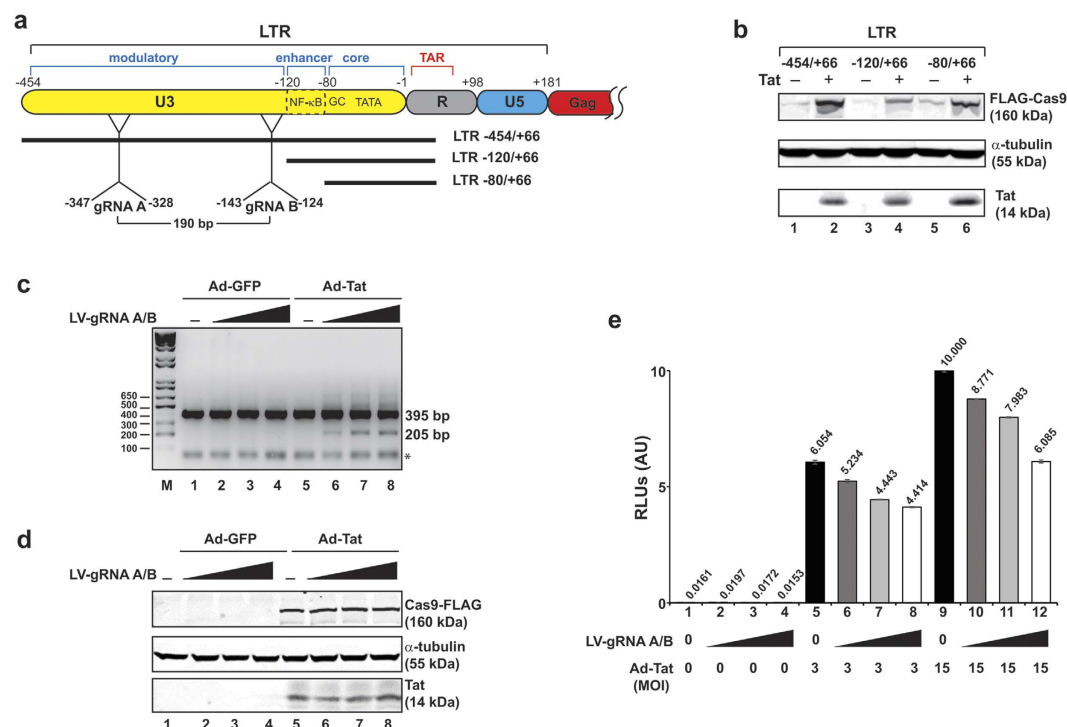 a
LTR
modulatory enhancer core TAR
-454 -120 -80 -1 +98 +181
U3 NF-κB GC TATA R U5 Gag
LTR -454/+66
LTR -120/+66
LTR -80/+66
-347 gRNA A -328 -143 gRNA B -124
190 bp
b
LTR
-454/+66 -120/+66 -80/+66
Tat – + – + – +
FLAG-Cas9
(160 kDa)
α-tubulin
(55 kDa)
Tat
(14 kDa)
1 2 3 4 5 6
c
Ad-GFP Ad-Tat
LV-gRNA A/B – –
650
500
400
300
200
100
395 bp
205 bp
*
M 1 2 3 4 5 6 7 8
d
Ad-GFP Ad-Tat
LV-gRNA A/B – –
Cas9-FLAG
(160 kDa)
α-tubulin
(55 kDa)
Tat
(14 kDa)
1 2 3 4 5 6 7 8
e
RLUs (AU)
10
5
0
0.0161 0.0197 0.0172 0.0153 6.054 5.234 4.443 4.414 10.000 8.771 7.983 6.085
1 2 3 4 5 6 7 8 9 10 11 12
LV-gRNA A/B 0 0 0
Ad-Tat 0 0 0 0 3 3 3 3 15 15 15 15
(MOI)